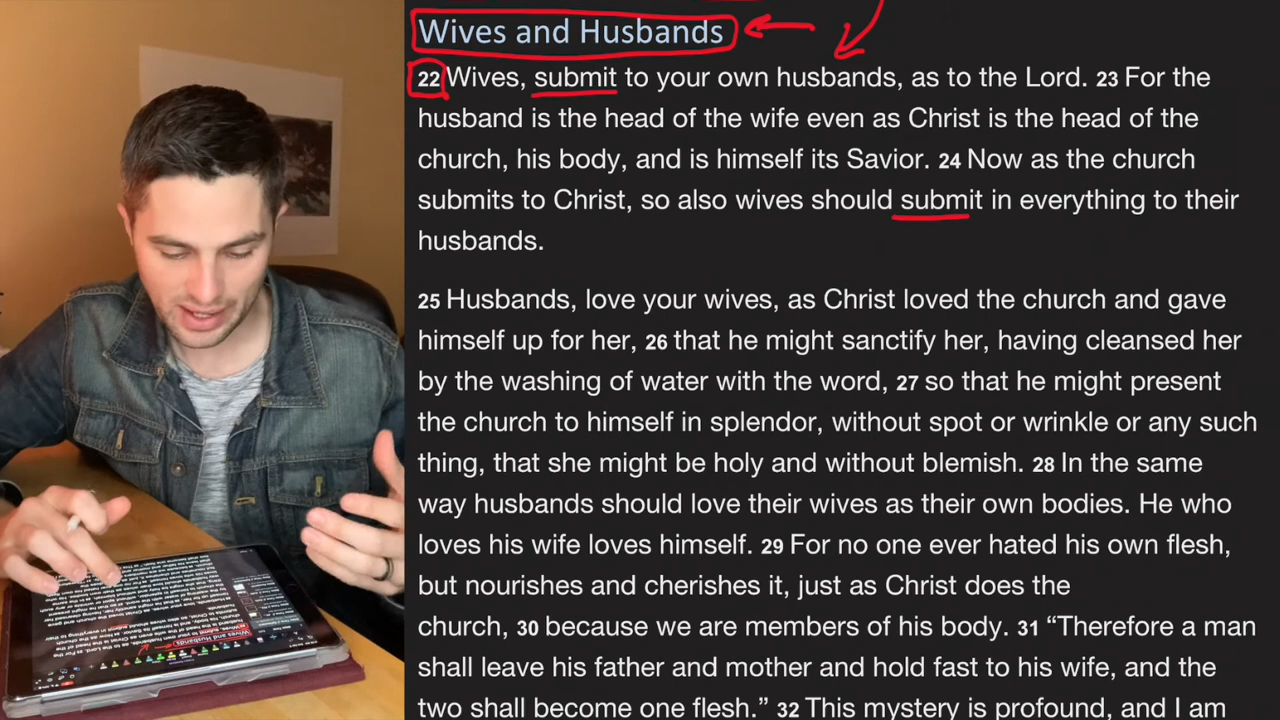 Wives and Husbands
22 Wives, submit to your own husbands, as to the Lord. 23 For the
husband is the head of the wife even as Christ is the head of the
church, his body, and is himself its Savior. 24 Now as the church
submits to Christ, so also wives should submit in everything to their
husbands.
25 Husbands, love your wives, as Christ loved the church and gave
himself up for her, 26 that he might sanctify her, having cleansed her
by the washing of water with the word, 27 so that he might present
the church to himself in splendor, without spot or wrinkle or any such
thing, that she might be holy and without blemish. 28 In the same
way husbands should love their wives as their own bodies. He who
loves his wife loves himself. 29 For no one ever hated his own flesh,
but nourishes and cherishes it, just as Christ does the
church, 30 because we are members of his body. 31 “Therefore a man
shall leave his father and mother and hold fast to his wife, and the
two shall become one flesh.” 32 This mystery is profound, and I am
Wives and Husbands